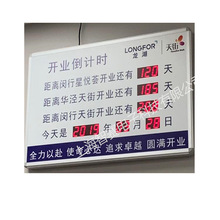 LONGFOR 天街
龙湖
开业倒计时
距离闵行星悦荟开业还有 120 天
距离华泾天街开业还有 185 天
距离闵行天街开业还有 天
今天是 2019 年 月 28 日
全力以赴 使命必达 追求卓越 圆满开业